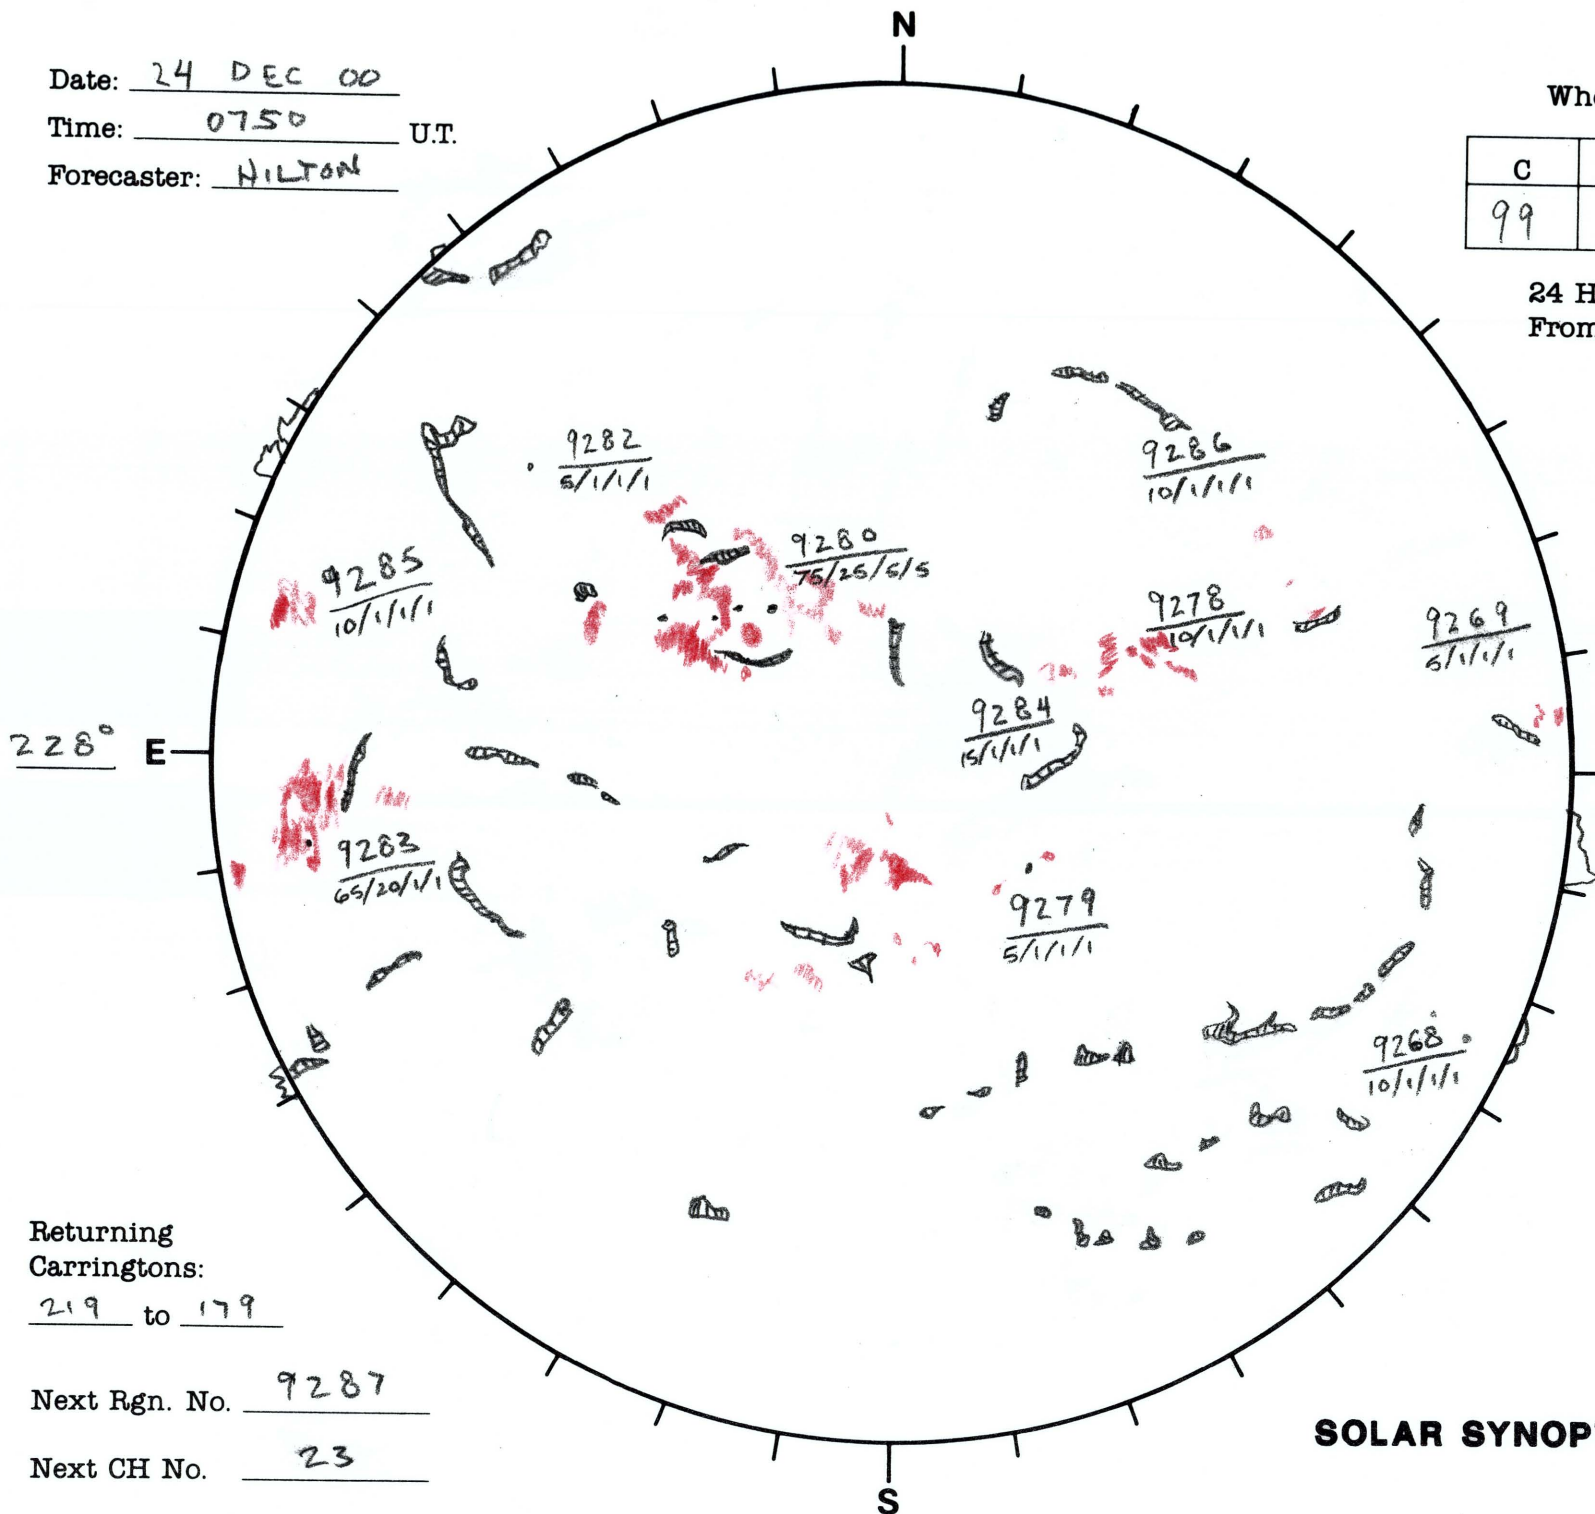 N
Date: 24 DEC 00
Time: 0750 U.T.
Forecaster: HILTON
C
99
24 H
From
9282
5/1/1/1
9286
10/1/1/1
9280
75/25/5/5
9285
10/1/1/1
9278
10/1/1/1
9269
5/1/1/1
9284
15/1/1/1
228° E
9283
65/20/1/1
9279
5/1/1/1
9268
10/1/1/1
Returning
Carringtons:
219 to 179
Next Rgn. No. 9287
Next CH No. 23
SOLAR SYNOP
S